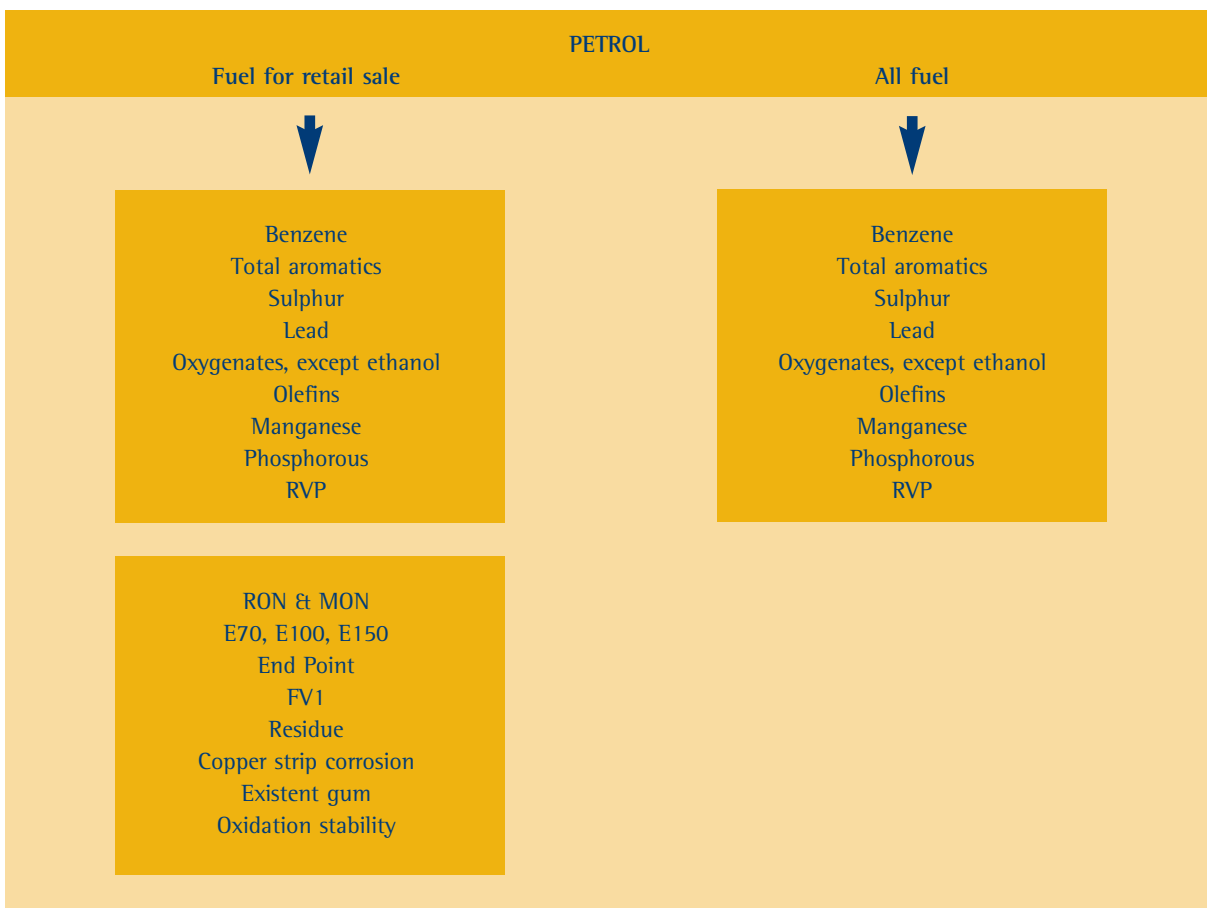 PETROL
Fuel for retail sale
All fuel
Benzene
Total aromatics
Sulphur
Lead
Oxygenates, except ethanol
Olefins
Manganese
Phosphorous
RVP
RON & MON
E70, E100, E150
End Point
FV1
Residue
Copper strip corrosion
Existent gum
Oxidation stability
Benzene
Total aromatics
Sulphur
Lead
Oxygenates, except ethanol
Olefins
Manganese
Phosphorous
RVP